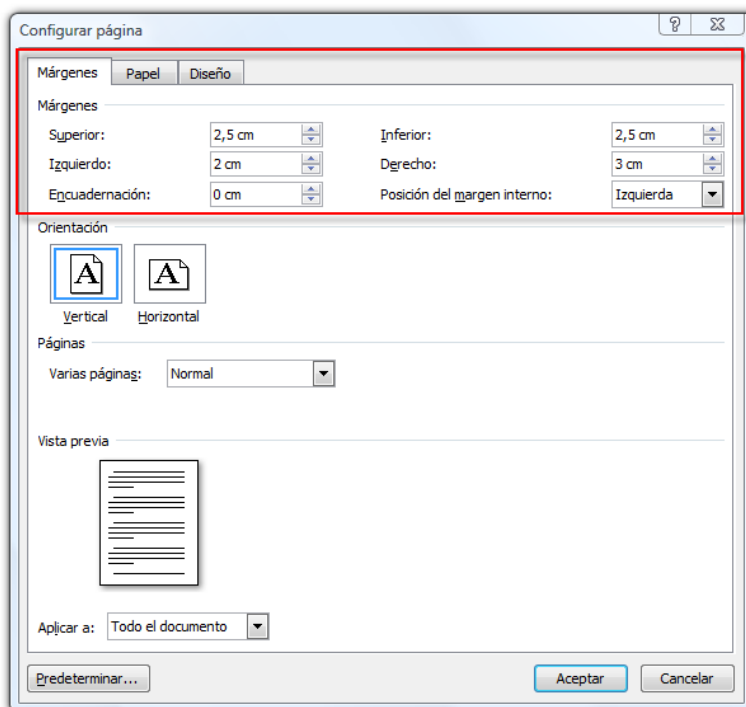 Configurar página
Márgenes Papel Diseño
Márgenes
Superior: 2,5 cm Inferior: 2,5 cm
Izquierdo: 2 cm Derecho: 3 cm
Encuadernación: 0 cm Posición del margen interno: Izquierda
Orientación
A A
Vertical Horizontal
Páginas
Varias páginas: Normal
Vista previa
Aplicar a: Todo el documento
Predeterminar... Aceptar Cancelar